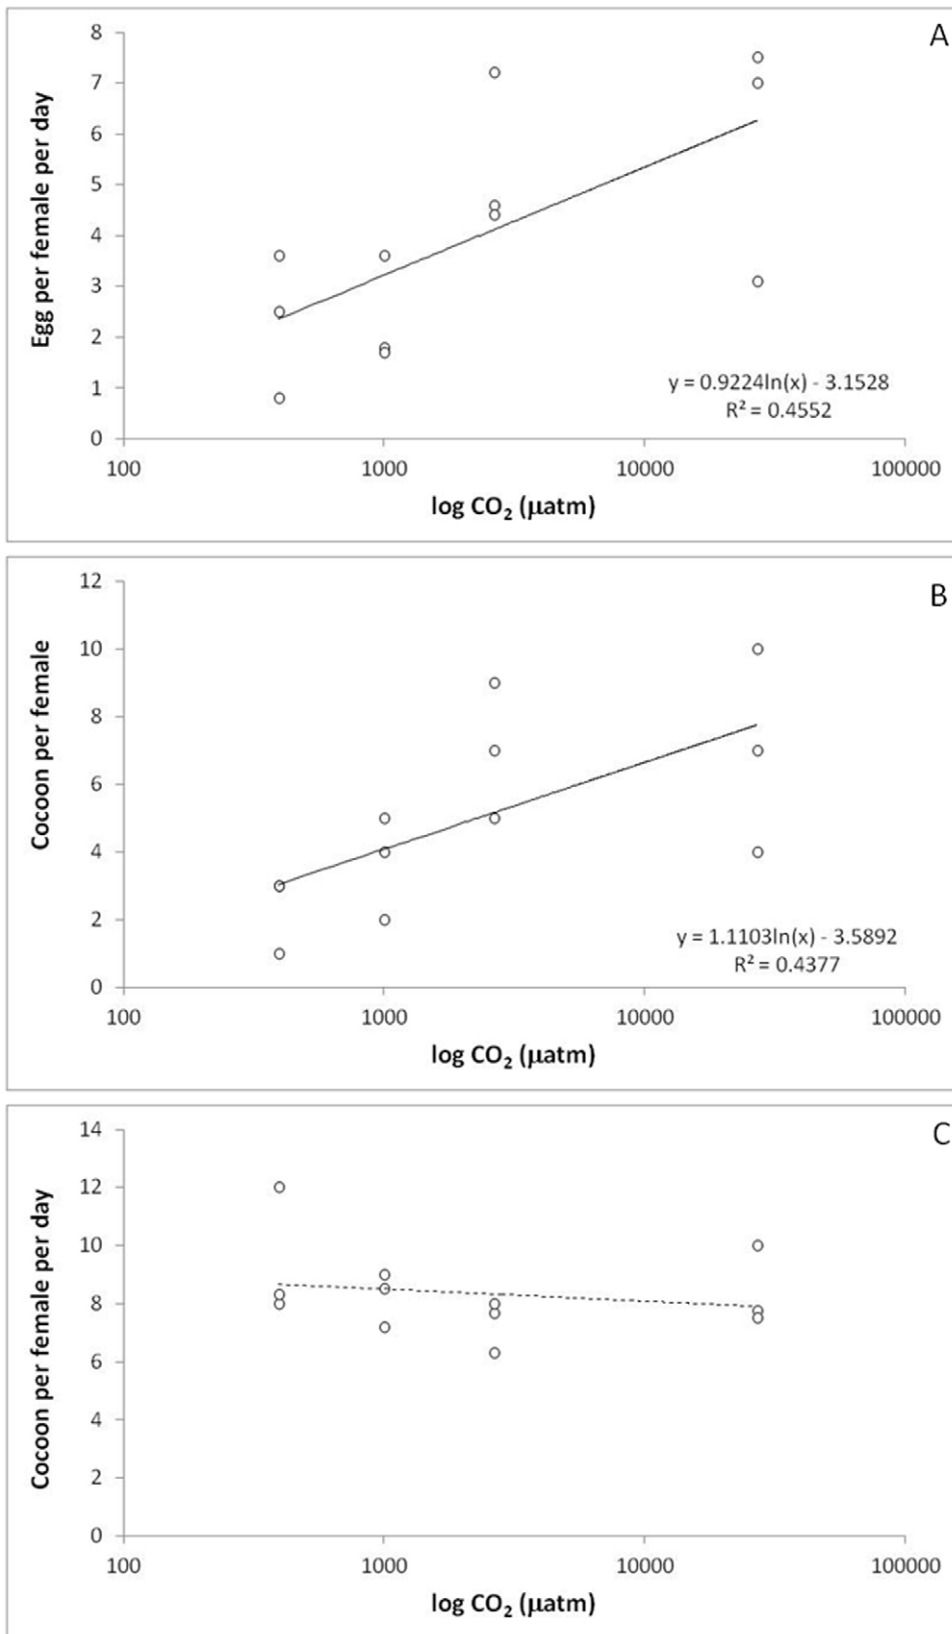 A
8
7
6
5
4
3
2
1
0
Egg per female per day
y = 0.9224ln(x) - 3.1528
R² = 0.4552
100 1000 10000 100000
log CO₂ (µatm)
B
12
10
8
6
4
2
0
Cocoon per female
y = 1.1103ln(x) - 3.5892
R² = 0.4377
100 1000 10000 100000
log CO₂ (µatm)
C
14
12
10
8
6
4
2
0
Cocoon per female per day
100 1000 10000 100000
log CO₂ (µatm)